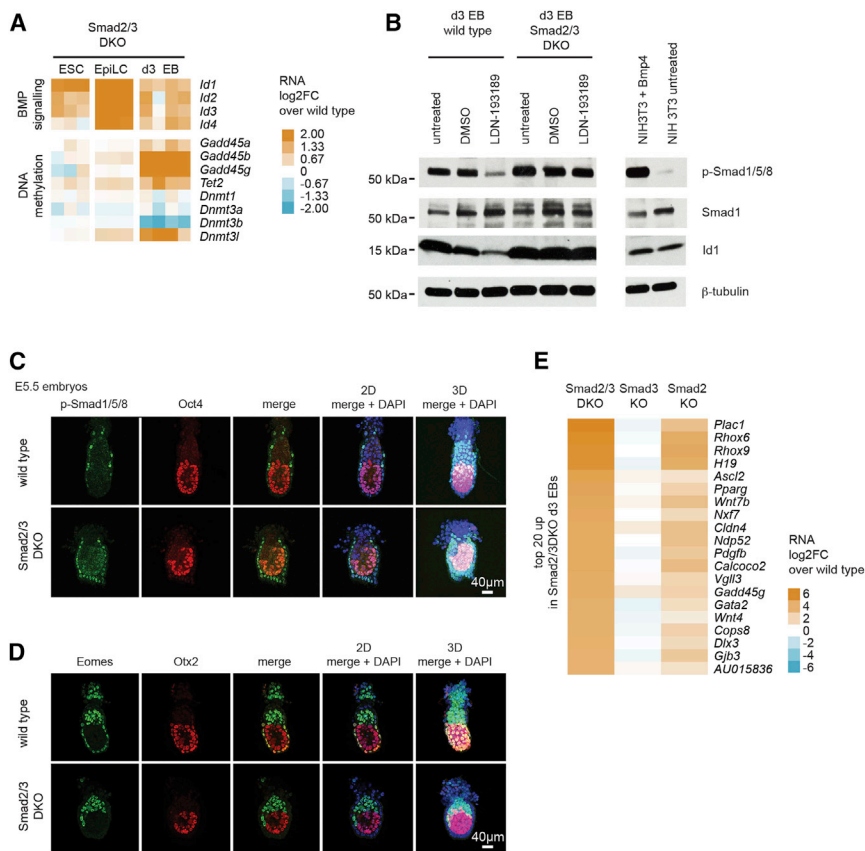 A
Smad2/3
DKO
ESC EpiLC d3 EB
BMP
signalling
Id1
Id2
Id3
Id4
DNA
methylation
Gadd45a
Gadd45b
Gadd45g
Tet2
Dnmt1
Dnmt3a
Dnmt3b
Dnmt3l
RNA
log2FC
over wild type
2.00
1.33
0.67
0
-0.67
-1.33
-2.00
B
d3 EB
wild type
d3 EB
Smad2/3
DKO
untreated
DMSO
LDN-193189
untreated
DMSO
LDN-193189
NIH3T3 + Bmp4
NIH 3T3 untreated
50 kDa
p-Smad1/5/8
50 kDa
Smad1
15 kDa
Id1
50 kDa
β-tubulin
C
E5.5 embryos
p-Smad1/5/8 Oct4 merge 2D
merge + DAPI 3D
merge + DAPI
wild type
Smad2/3
DKO
40μm
D
Eomes Otx2 merge 2D
merge + DAPI 3D
merge + DAPI
wild type
Smad2/3
DKO
40μm
E
Smad2/3
DKO
Smad3
KO
Smad2
KO
top 20 up
in Smad2/3DKO d3 EBs
Plac1
Rhox6
Rhox9
H19
Ascl2
Pparg
Wnt7b
Nxf7
Cldn4
Ndp52
Pdgfb
Calcoco2
Vgll3
Gadd45g
Gata2
Wnt4
Cops8
Dlx3
Gjb3
AU015836
RNA
log2FC
over wild type
6
4
2
0
-2
-4
-6